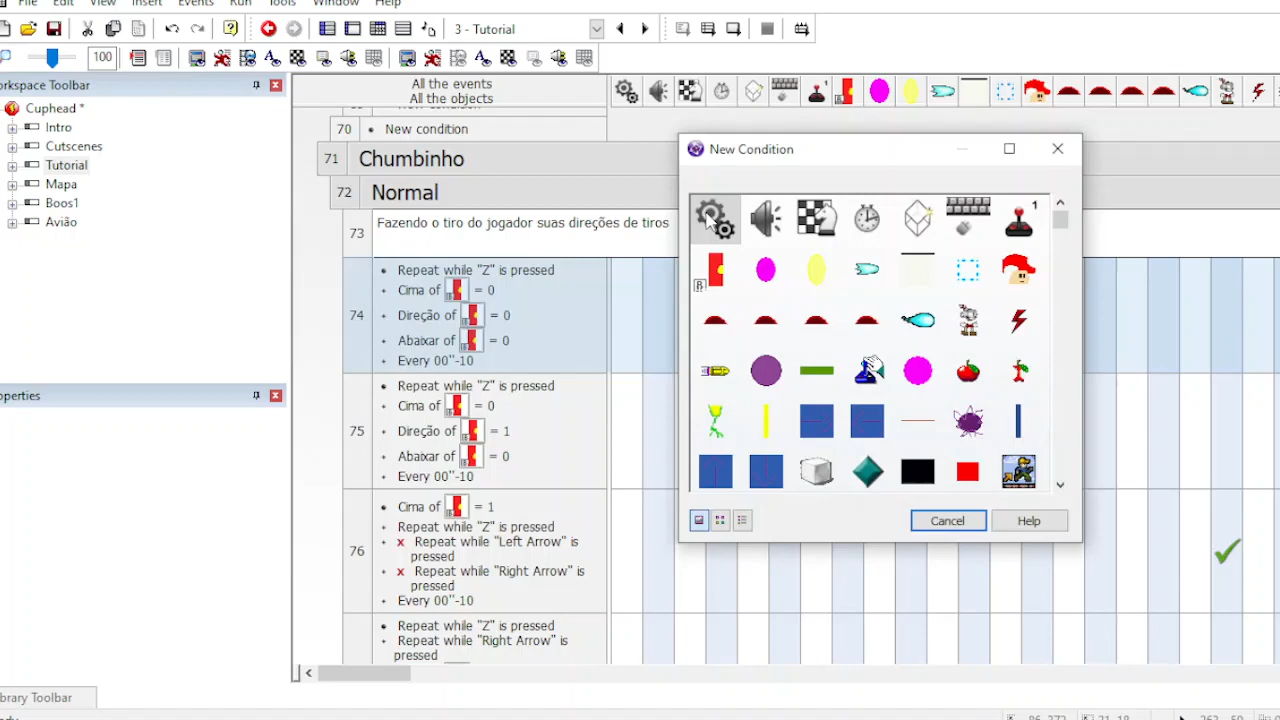 File Edit View Insert Events Run Tools Window Help
3 - Tutorial
100
orkspace Toolbar
Cuphead *
Intro
Cutscenes
Tutorial
Mapa
Boos1
Avião
operties
brary Toolbar
All the events
All the objects
70 • New condition
71 Chumbinho
72 Normal
73 Fazendo o tiro do jogador suas direções de tiros
74
• Repeat while "Z" is pressed
+ Cima of = 0
+ Direção of = 0
+ Abaixar of = 0
+ Every 00''-10
75
• Repeat while "Z" is pressed
+ Cima of = 0
+ Direção of = 1
+ Abaixar of = 0
+ Every 00''-10
76
• Cima of = 1
+ Repeat while "Z" is pressed
+ X Repeat while "Left Arrow" is
pressed
+ X Repeat while "Right Arrow" is
pressed
+ Every 00''-10
• Repeat while "Z" is pressed
+ Repeat while "Right Arrow" is
pressed
New Condition
1
Cancel
Help